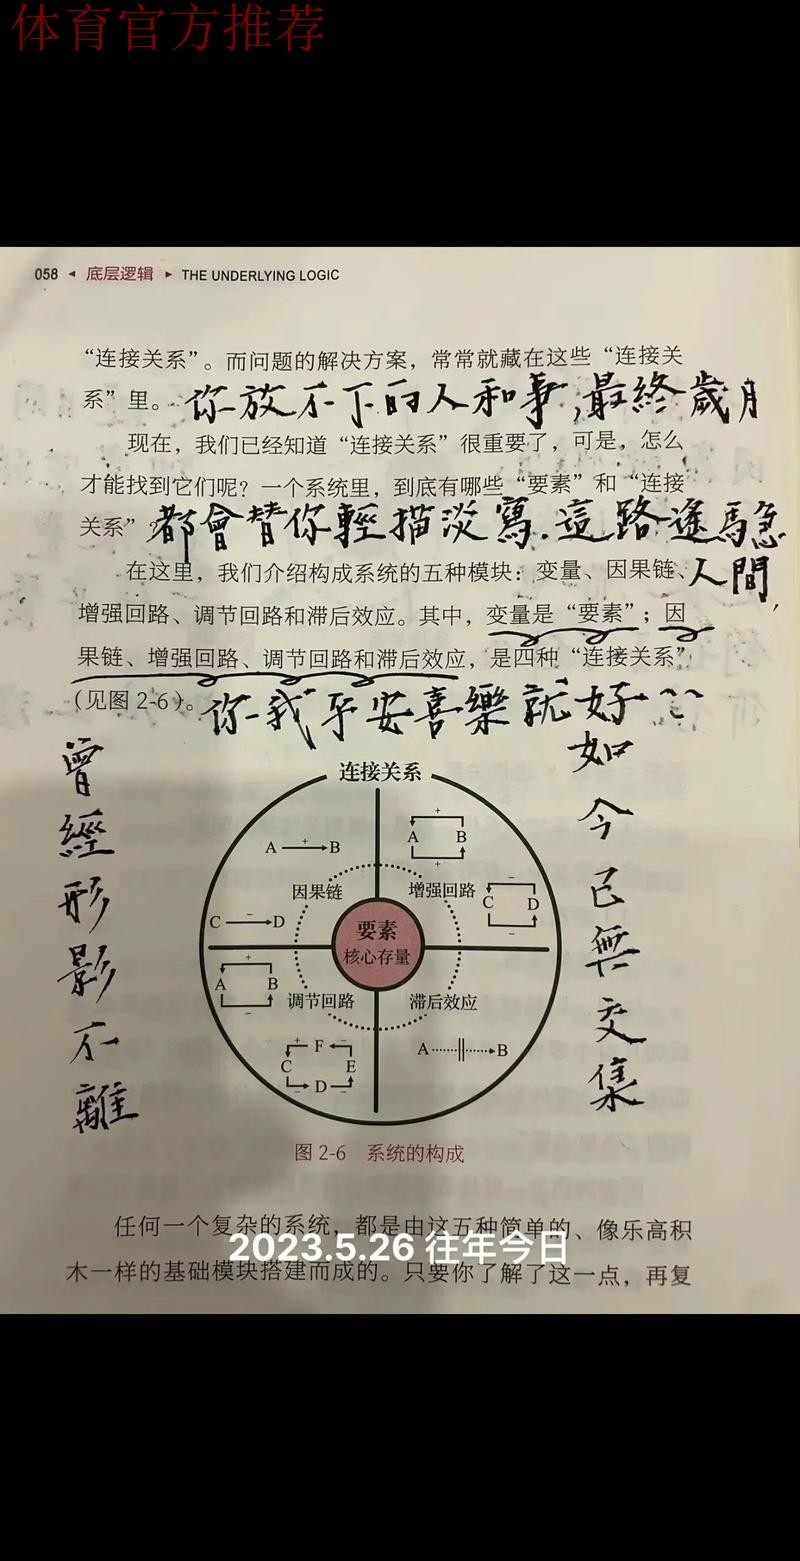 体育官方推荐
058 ◂ 底层逻辑 ▸ THE UNDERLYING LOGIC
“连接关系”。而问题的解决方案，常常就藏在这些“连接关
系”里。
你放不下的人和事，最終歲月
现在，我们已经知道“连接关系”很重要了，可是，怎么
才能找到它们呢？一个系统里，到底有哪些“要素”和“连接
关系”？
都會替你輕描淡寫.這路遥馬急
在这里，我们介绍构成系统的五种模块：变量、因果链、
人間，
增强回路、调节回路和滞后效应。其中，变量是“要素”；因
果链、增强回路、调节回路和滞后效应，是四种“连接关系”
（见图 2-6）。
你我平安喜樂就好
曾經形影不離
如今已無交集
连接关系
A + B
C − D
因果链
+
A B
+
增强回路
−
C D
−
要素
核心存量
+
A B
−
调节回路
+ F −
C E
− D −
滞后效应
A B
图 2-6 系统的构成
任何一个复杂的系统，都是由这五种简单的、像乐高积
2023.5.26 往年今日
木一样的基础模块搭建而成的。只要你了解了这一点，再复